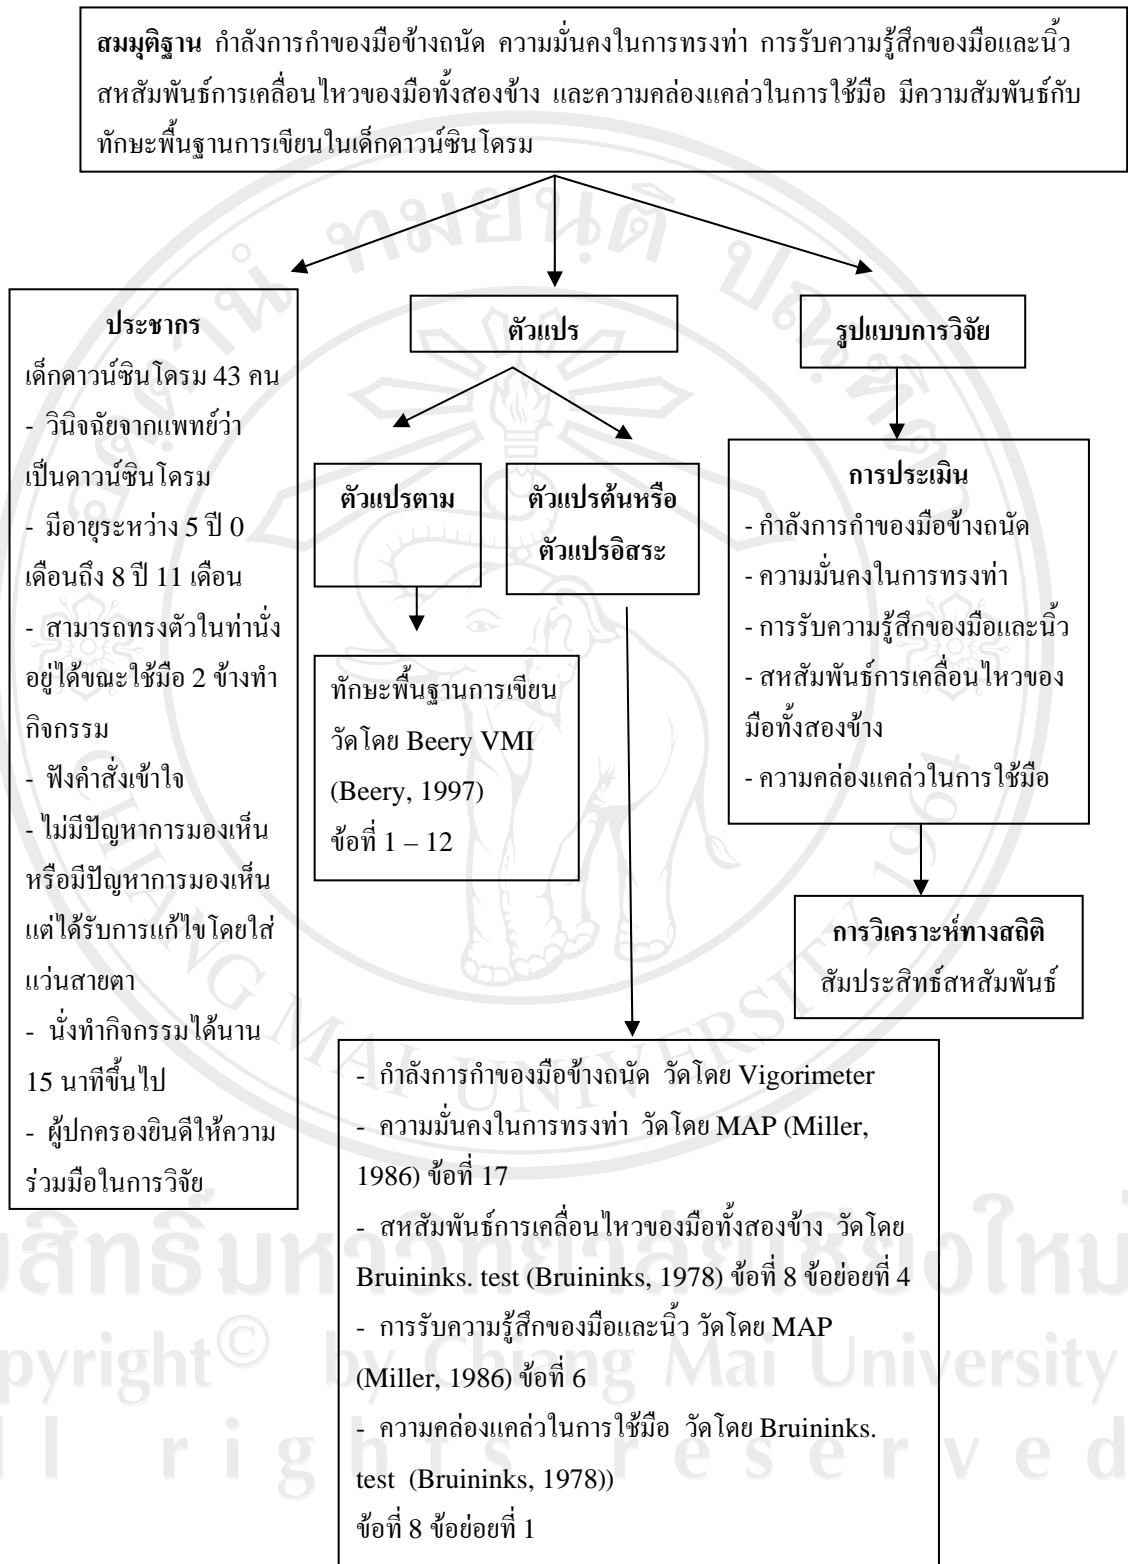 สมมุติฐาน กำลังการกำของมือข้างถนัด ความมั่นคงในการทรงท่า การรับความรู้สึกของมือและนิ้ว
สหสัมพันธ์การเคลื่อนไหวของมือทั้งสองข้าง และความคล่องแคล่วในการใช้มือ มีความสัมพันธ์กับ
ทักษะพื้นฐานการเขียนในเด็กดาวน์ซินโดรม
ประชากร
เด็กดาวน์ซินโดรม 43 คน
- วินิจฉัยจากแพทย์ว่า
เป็นดาวน์ซินโดรม
- มีอายุระหว่าง 5 ปี 0
เดือนถึง 8 ปี 11 เดือน
- สามารถทรงตัวในท่านั่ง
อยู่ได้ขณะใช้มือ 2 ข้างทำ
กิจกรรม
- ฟังคำสั่งเข้าใจ
- ไม่มีปัญหาการมองเห็น
หรือมีปัญหาการมองเห็น
แต่ได้รับการแก้ไขโดยใส่
แว่นสายตา
- นั่งทำกิจกรรมได้นาน
15 นาทีขึ้นไป
- ผู้ปกครองยินดีให้ความ
ร่วมมือในการวิจัย
ตัวแปร
ตัวแปรตาม
ทักษะพื้นฐานการเขียน
วัดโดย Beery VMI
(Beery, 1997)
ข้อที่ 1 – 12
ตัวแปรต้นหรือ
ตัวแปรอิสระ
- กำลังการกำของมือข้างถนัด วัดโดย Vigorimeter
- ความมั่นคงในการทรงท่า วัดโดย MAP (Miller,
1986) ข้อที่ 17
- สหสัมพันธ์การเคลื่อนไหวของมือทั้งสองข้าง วัดโดย
Bruininks. test (Bruininks, 1978) ข้อที่ 8 ข้อย่อยที่ 4
- การรับความรู้สึกของมือและนิ้ว วัดโดย MAP
(Miller, 1986) ข้อที่ 6
- ความคล่องแคล่วในการใช้มือ วัดโดย Bruininks.
test (Bruininks, 1978))
ข้อที่ 8 ข้อย่อยที่ 1
รูปแบบการวิจัย
การประเมิน
- กำลังการกำของมือข้างถนัด
- ความมั่นคงในการทรงท่า
- การรับความรู้สึกของมือและนิ้ว
- สหสัมพันธ์การเคลื่อนไหวของ
มือทั้งสองข้าง
- ความคล่องแคล่วในการใช้มือ
การวิเคราะห์ทางสถิติ
สัมประสิทธ์สหสัมพันธ์
CHIANG MAI UNIVERSITY 1964
สิทธิ์มหาวิทยาลัยเชียงใหม่
pyright© by Chiang Mai University
l l rights reserved